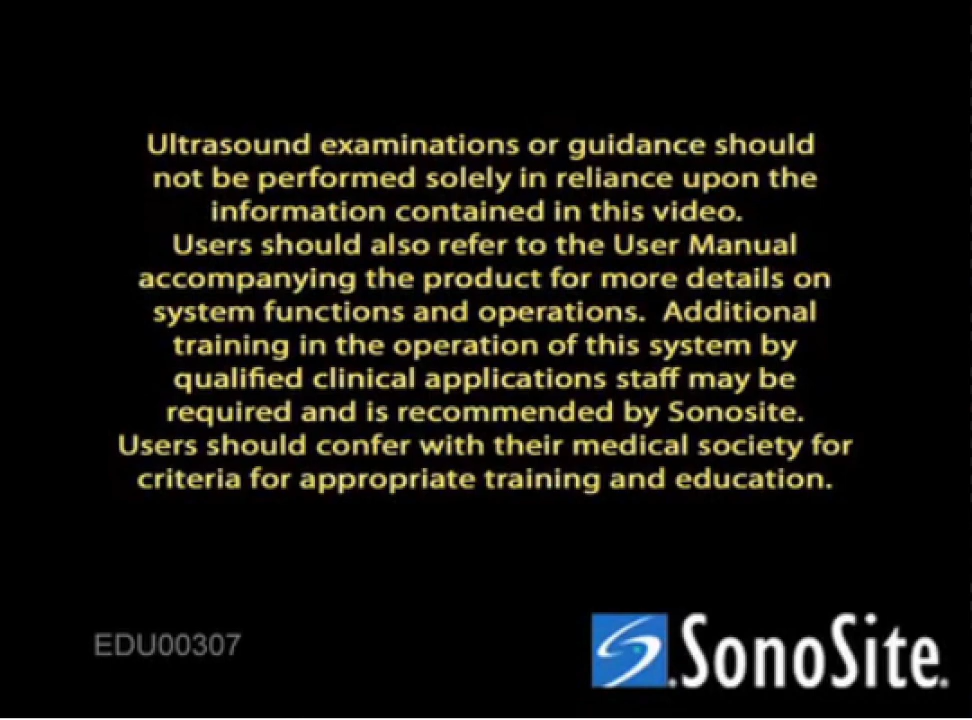 Ultrasound examinations or guidance should
not be performed solely in reliance upon the
information contained in this video.
Users should also refer to the User Manual
accompanying the product for more details on
system functions and operations.  Additional
training in the operation of this system by
qualified clinical applications staff may be
required and is recommended by Sonosite.
Users should confer with their medical society for
criteria for appropriate training and education.
EDU00307
SonoSite.